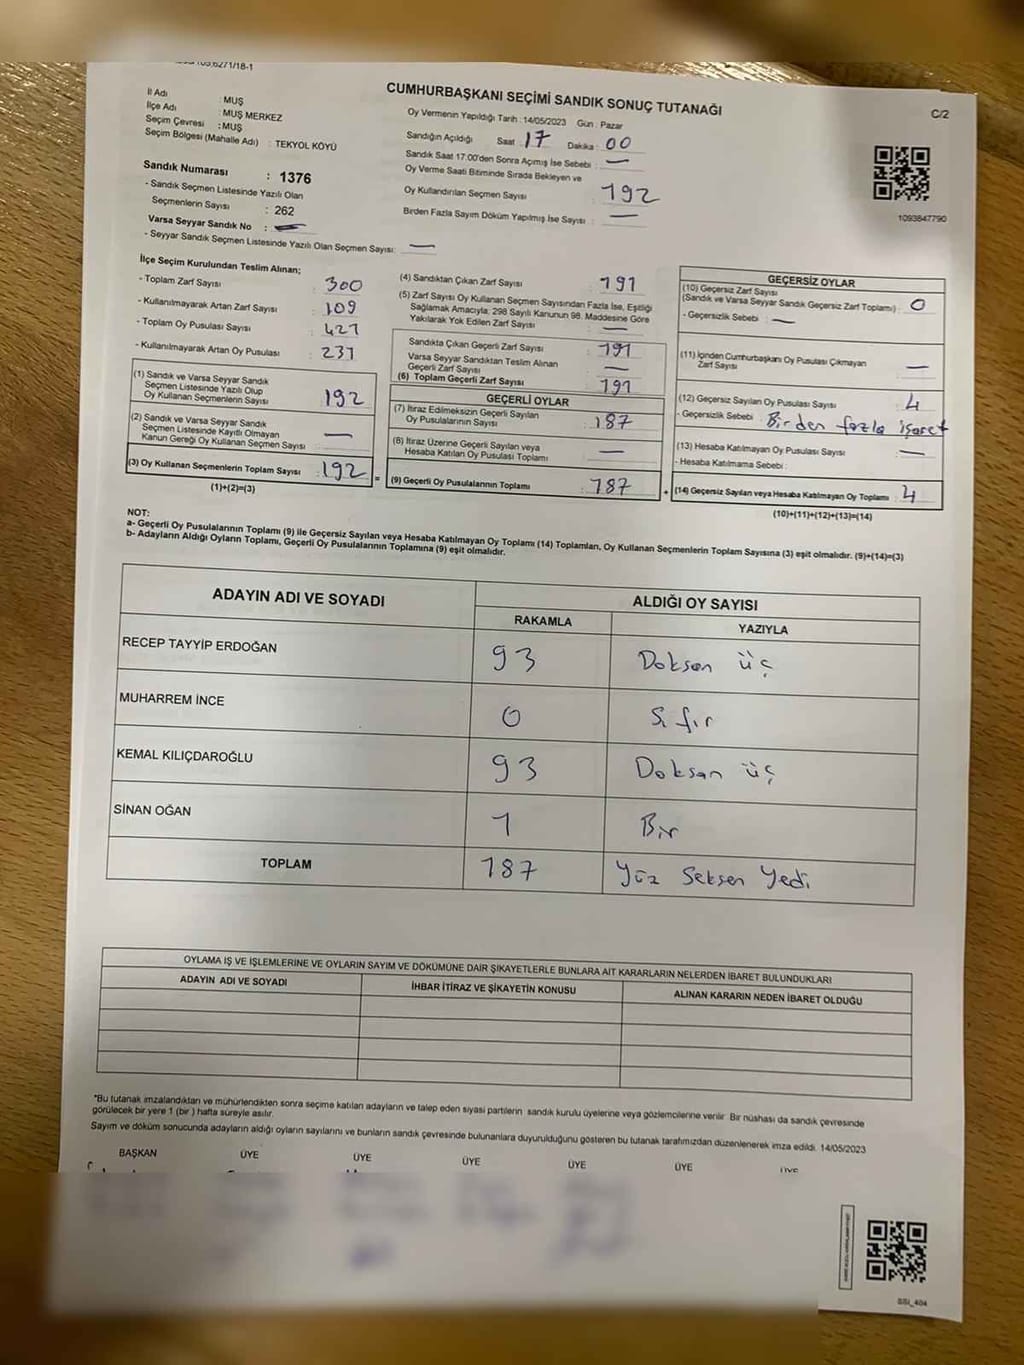 CUMHURBAŞKANI SEÇİMİ SANDIK SONUÇ TUTANAĞI
C/2
İl Adı : MUŞ
İlçe Adı : MUŞ MERKEZ
Seçim Çevresi : MUŞ
Seçim Bölgesi (Mahalle Adı) : TEKYOL KÖYÜ
Oy Vermenin Yapıldığı Tarih : 14/05/2023 Gün : Pazar
Sandığın Açıldığı Saat : 17 Dakika : 00
Sandık Saat 17.00'den Sonra Açımış İse Sebebi : —
Oy Verme Saati Bitiminde Sırada Bekleyen ve
Oy Kullandırılan Seçmen Sayısı : 192
Birden Fazla Sayım Döküm Yapılmış İse Sayısı : —
1093847790
Sandık Numarası : 1376
- Sandık Seçmen Listesinde Yazılı Olan
Seçmenlerin Sayısı : 262
Varsa Seyyar Sandık No : —
- Seyyar Sandık Seçmen Listesinde Yazılı Olan Seçmen Sayısı: —
İlçe Seçim Kurulundan Teslim Alınan;
- Toplam Zarf Sayısı : 300
- Kullanılmayarak Artan Zarf Sayısı : 109
- Toplam Oy Pusulası Sayısı : 421
- Kullanılmayarak Artan Oy Pusulası : 231
(1) Sandık ve Varsa Seyyar Sandık
Seçmen Listesinde Yazılı Olup
Oy Kullanan Seçmenlerin Sayısı : 192
(2) Sandık ve Varsa Seyyar Sandık
Seçmen Listesinde Kayıtlı Olmayan
Kanun Gereği Oy Kullanan Seçmen Sayısı : —
(3) Oy Kullanan Seçmenlerin Toplam Sayısı : 192 =
(1)+(2)=(3)
(4) Sandıktan Çıkan Zarf Sayısı : 191
(5) Zarf Sayısı Oy Kullanan Seçmen Sayısından Fazla İse, Eşitliği
Sağlamak Amacıyla, 298 Sayılı Kanunun 98. Maddesine Göre
Yakılarak Yok Edilen Zarf Sayısı : —
Sandıkta Çıkan Geçerli Zarf Sayısı : 191
Varsa Seyyar Sandıktan Teslim Alınan
Geçerli Zarf Sayısı : —
(6) Toplam Geçerli Zarf Sayısı : 191
GEÇERLİ OYLAR
(7) İtiraz Edilmeksizin Geçerli Sayılan
Oy Pusulalarının Sayısı : 187
(8) İtiraz Üzerine Geçerli Sayılan veya
Hesaba Katılan Oy Pusulası Toplamı : —
(9) Geçerli Oy Pusulalarının Toplamı : 187 +
GEÇERSİZ OYLAR
(10) Geçersiz Zarf Sayısı
(Sandık ve Varsa Seyyar Sandık Geçersiz Zarf Toplamı) : 0
- Geçersizlik Sebebi : —
(11) İçinden Cumhurbaşkanı Oy Pusulası Çıkmayan
Zarf Sayısı : —
(12) Geçersiz Sayılan Oy Pusulası Sayısı : 4
- Geçersizlik Sebebi : Birden fazla işaret
(13) Hesaba Katılmayan Oy Pusulası Sayısı : —
- Hesaba Katılmama Sebebi :
(14) Geçersiz Sayılan veya Hesaba Katılmayan Oy Toplamı : 4
(10)+(11)+(12)+(13)=(14)
NOT:
a- Geçerli Oy Pusulalarının Toplamı (9) ile Geçersiz Sayılan veya Hesaba Katılmayan Oy Toplamı (14) Toplamları, Oy Kullanan Seçmenlerin Toplam Sayısına (3) eşit olmalıdır. (9)+(14)=(3)
b- Adayların Aldığı Oyların Toplamı, Geçerli Oy Pusulalarının Toplamına (9) eşit olmalıdır.
ADAYIN ADI VE SOYADI ALDIĞI OY SAYISI
RAKAMLA YAZIYLA
RECEP TAYYİP ERDOĞAN 93 Doksan üç
MUHARREM İNCE 0 Sıfır
KEMAL KILIÇDAROĞLU 93 Doksan üç
SİNAN OĞAN 1 Bir
TOPLAM 187 Yüz Seksen Yedi
OYLAMA İŞ VE İŞLEMLERİNE VE OYLARIN SAYIM VE DÖKÜMÜNE DAİR ŞİKAYETLERLE BUNLARA AİT KARARLARIN NELERDEN İBARET BULUNDUKLARI
ADAYIN ADI VE SOYADI İHBAR İTİRAZ VE ŞİKAYETİN KONUSU ALINAN KARARIN NEDEN İBARET OLDUĞU
*Bu tutanak imzalandıktan ve mühürlendikten sonra seçime katılan adayların ve talep eden siyasi partilerin sandık kurulu üyelerine veya gözlemcilerine verilir. Bir nüshası da sandık çevresinde
görülecek bir yere 1 (bir) hafta süreyle asılır.
Sayım ve döküm sonucunda adayların aldığı oyların sayılarını ve bunların sandık çevresinde bulunanlara duyurulduğunu gösteren bu tutanak tarafımızdan düzenlenerek imza edildi. 14/05/2023
BAŞKAN ÜYE ÜYE ÜYE ÜYE ÜYE ÜYE
SSI_404